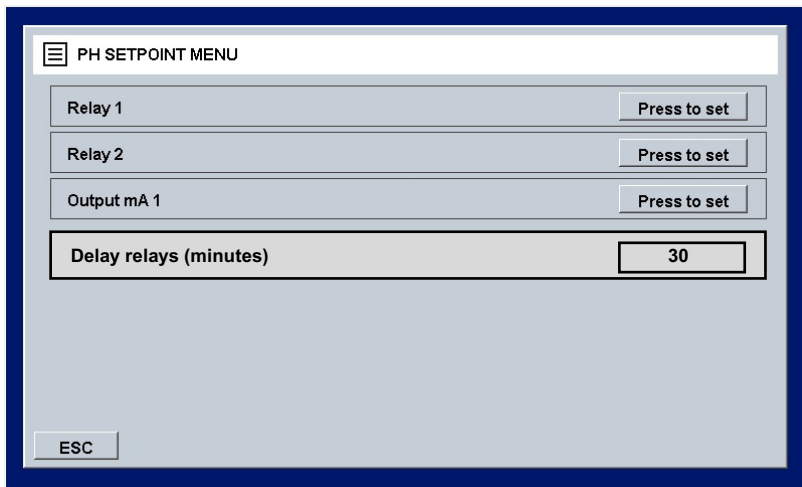 PH SETPOINT MENU
Relay 1 Press to set
Relay 2 Press to set
Output mA 1 Press to set
Delay relays (minutes) 30
ESC